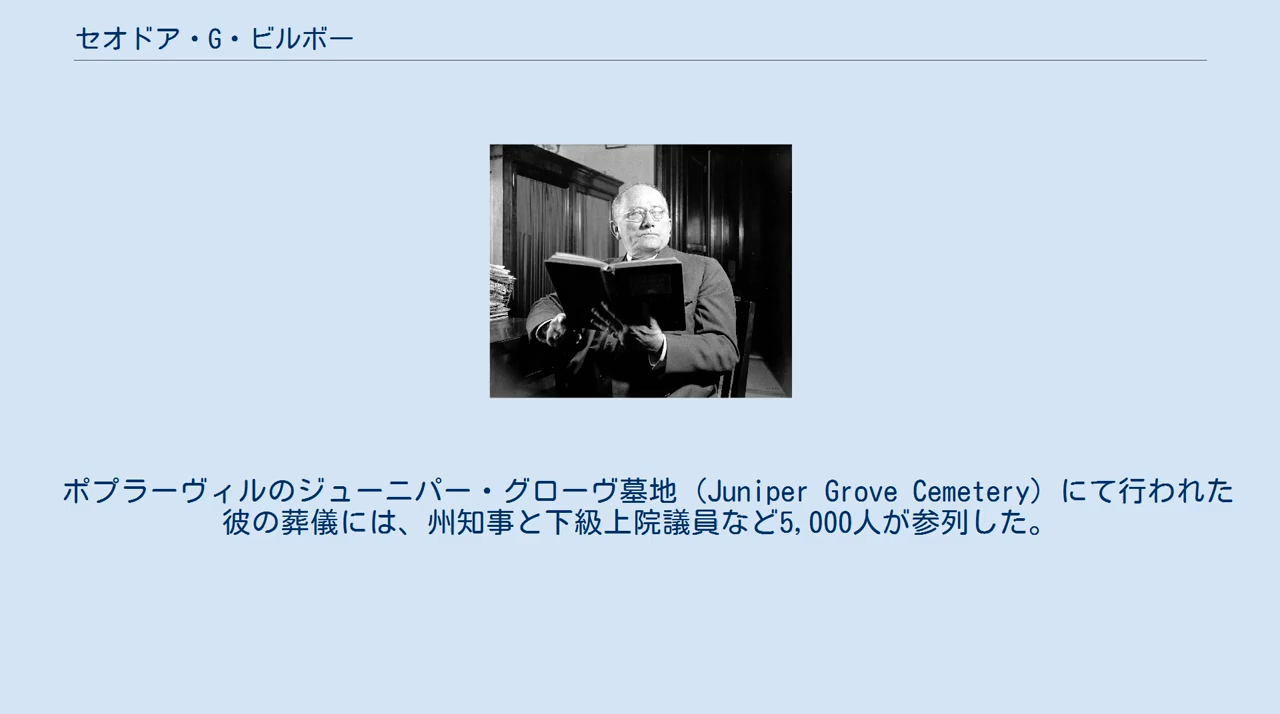 セオドア・G・ビルボー
ポプラーヴィルのジューニパー・グローヴ墓地（Juniper Grove Cemetery）にて行われた
彼の葬儀には、州知事と下級上院議員など5,000人が参列した。